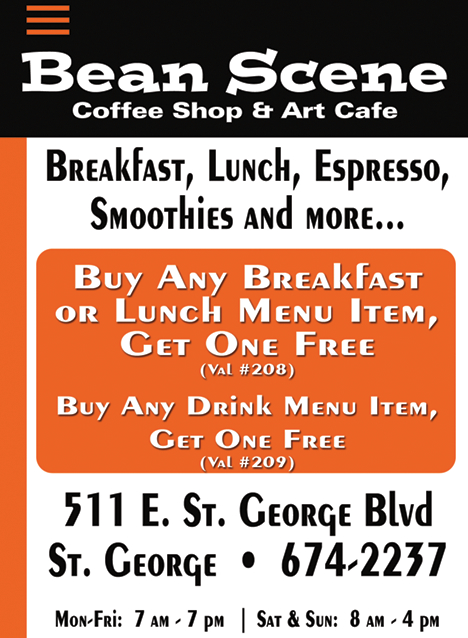 Bean Scene
Coffee Shop & Art Cafe
Breakfast, Lunch, Espresso,
Smoothies and more...
Buy Any Breakfast
or Lunch Menu Item,
Get One Free
(Val #208)
Buy Any Drink Menu Item,
Get One Free
(Val #209)
511 E. St. George Blvd
St. George • 674-2237
Mon-Fri: 7 am - 7 pm | Sat & Sun: 8 am - 4 pm